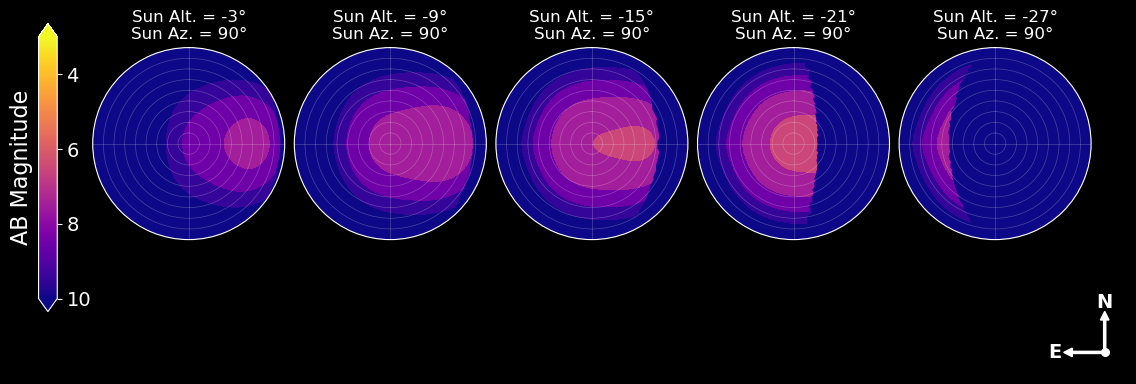 Sun Alt. = -3°
Sun Az. = 90°
Sun Alt. = -9°
Sun Az. = 90°
Sun Alt. = -15°
Sun Az. = 90°
Sun Alt. = -21°
Sun Az. = 90°
Sun Alt. = -27°
Sun Az. = 90°
AB Magnitude
4
6
8
10
N
E